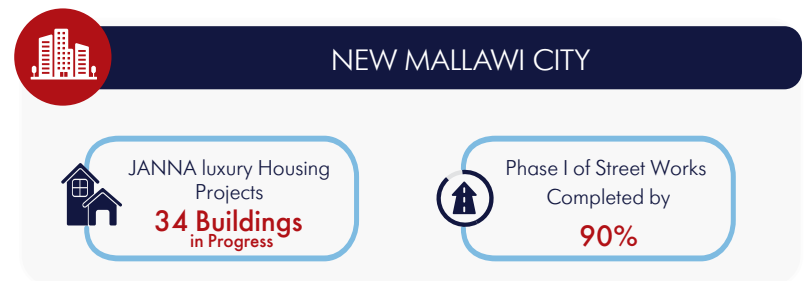 NEW MALLAWI CITY
JANNA luxury Housing
Projects
34 Buildings
in Progress
Phase I of Street Works
Completed by
90%